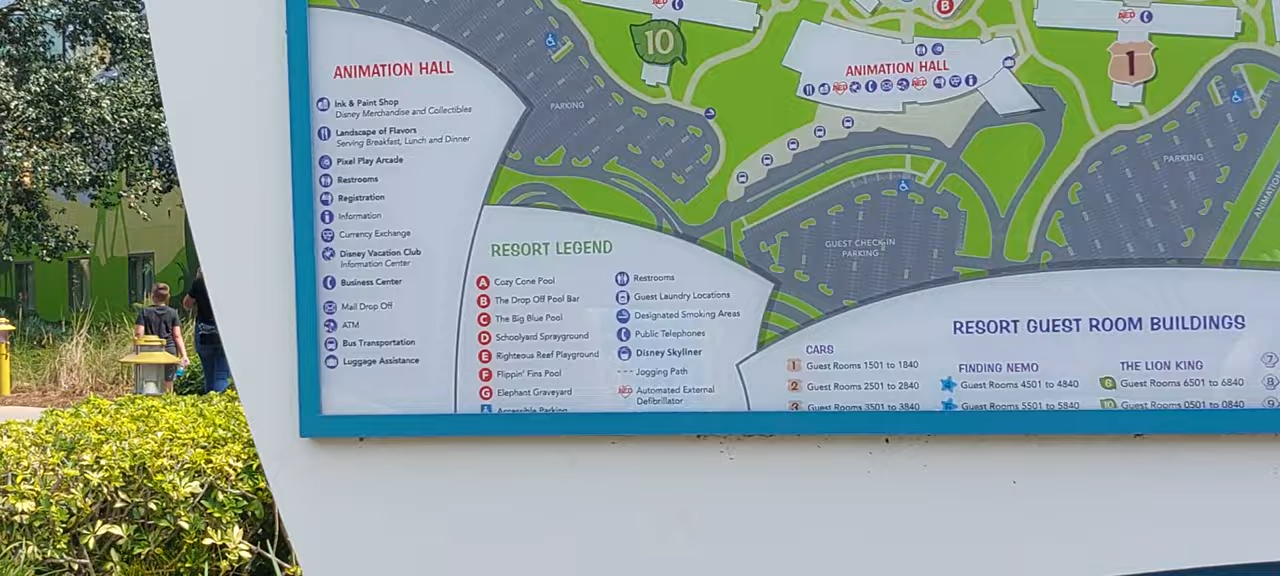 10
B
1
ANIMATION HALL
PARKING
PARKING
GUEST CHECK-IN
PARKING
ANIMATION HALL
Ink & Paint Shop
Disney Merchandise and Collectibles
Landscape of Flavors
Serving Breakfast, Lunch and Dinner
Pixel Play Arcade
Restrooms
Registration
Information
Currency Exchange
Disney Vacation Club
Information Center
Business Center
Mail Drop Off
ATM
Bus Transportation
Luggage Assistance
RESORT LEGEND
A Cozy Cone Pool
B The Drop Off Pool Bar
C The Big Blue Pool
D Schoolyard Sprayground
E Righteous Reef Playground
F Flippin' Fins Pool
G Elephant Graveyard
Accessible Parking
Restrooms
Guest Laundry Locations
Designated Smoking Areas
Public Telephones
Disney Skyliner
Jogging Path
AED Automated External
Defibrillator
RESORT GUEST ROOM BUILDINGS
CARS
1 Guest Rooms 1501 to 1840
2 Guest Rooms 2501 to 2840
3 Guest Rooms 3501 to 3840
FINDING NEMO
Guest Rooms 4501 to 4840
Guest Rooms 5501 to 5840
THE LION KING
6 Guest Rooms 6501 to 6840
10 Guest Rooms 0501 to 0840
7
8
9